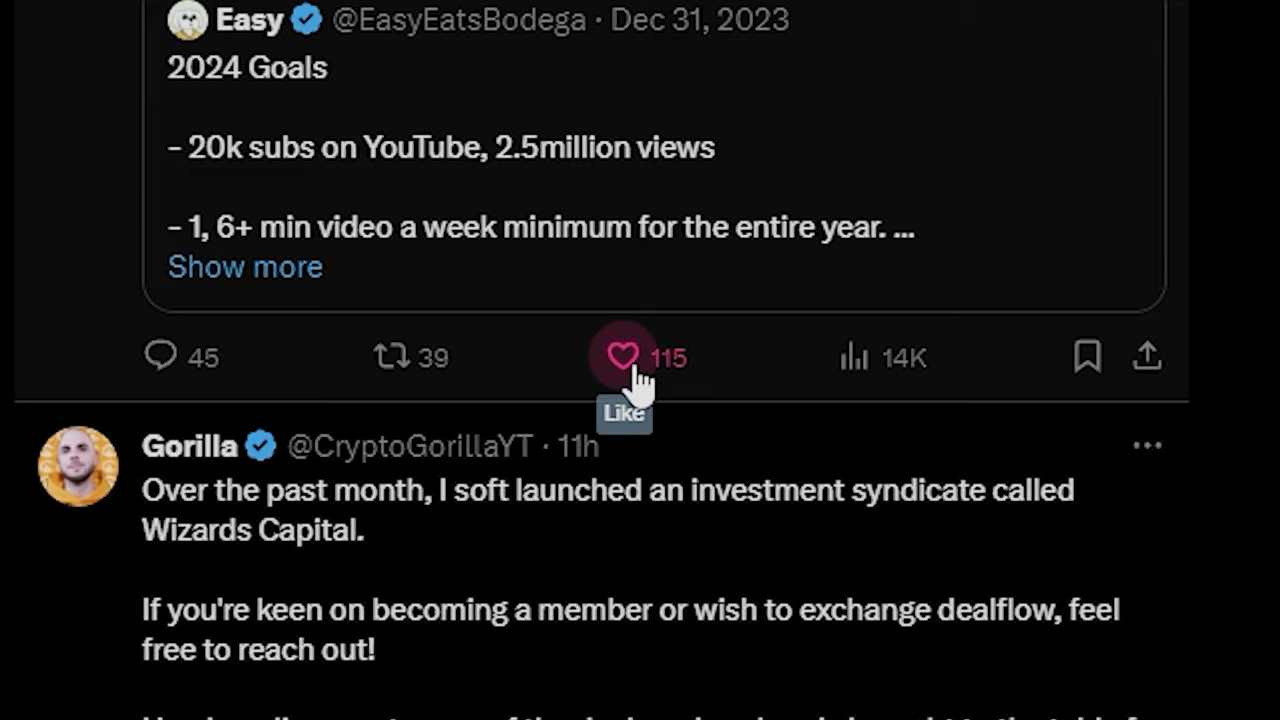 Easy @EasyEatsBodega · Dec 31, 2023
2024 Goals
- 20k subs on YouTube, 2.5million views
- 1, 6+ min video a week minimum for the entire year. ...
Show more
45 39 115 14K
Like
Gorilla @CryptoGorillaYT · 11h
Over the past month, I soft launched an investment syndicate called
Wizards Capital.
If you're keen on becoming a member or wish to exchange dealflow, feel
free to reach out!